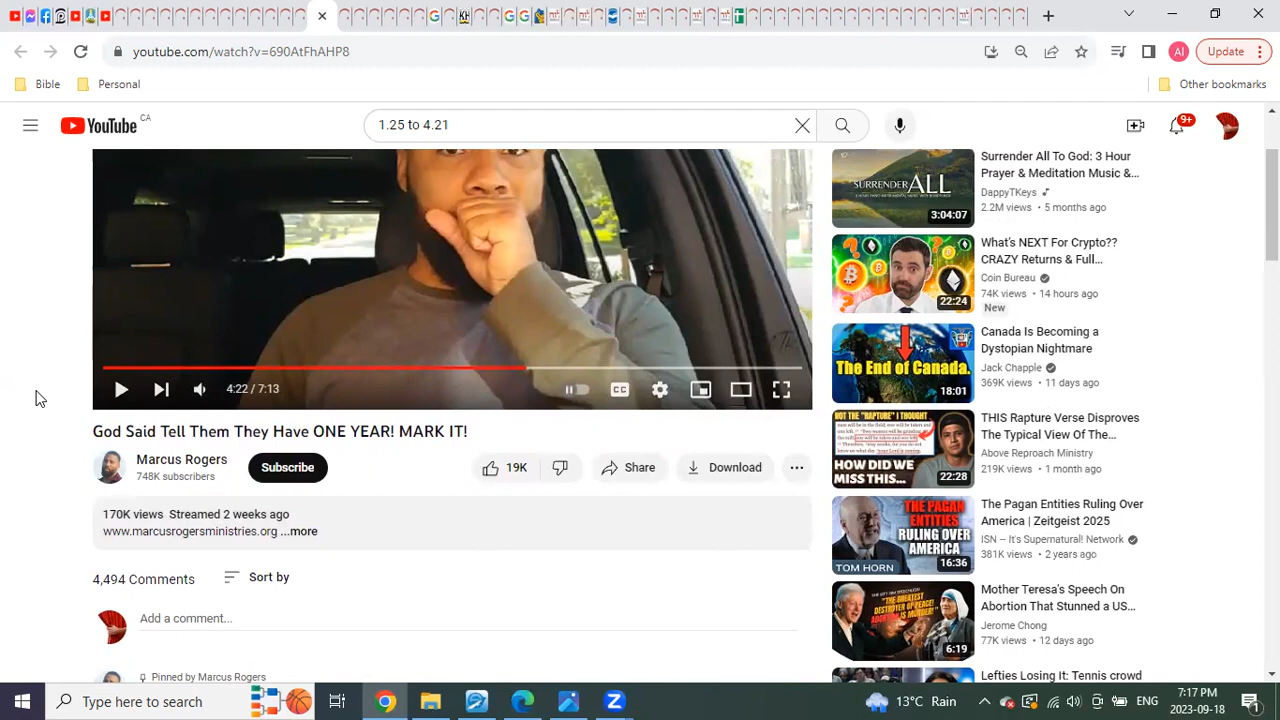 youtube.com/watch?v=690AtFhAHP8
AI
Update
Bible
Personal
Other bookmarks
YouTube CA
1.25 to 4.21
9+
SURRENDER ALL
3:04:07
Surrender All To God: 3 Hour
Prayer & Meditation Music &...
DappyTKeys
2.2M views • 5 months ago
22:24
What's NEXT For Crypto??
CRAZY Returns & Full...
Coin Bureau
74K views • 14 hours ago
New
The End of Canada.
18:01
Canada Is Becoming a
Dystopian Nightmare
Jack Chapple
369K views • 11 days ago
NOT THE "RAPTURE" I THOUGHT
HOW DID WE
MISS THIS...
22:28
THIS Rapture Verse Disproves
The Typical View Of The...
Above Reproach Ministry
219K views • 1 month ago
THE PAGAN
ENTITIES
RULING OVER
AMERICA
TOM HORN
16:36
The Pagan Entities Ruling Over
America | Zeitgeist 2025
ISN — It's Supernatural! Network
381K views • 2 years ago
6:19
Mother Teresa's Speech On
Abortion That Stunned a US...
Jerome Chong
77K views • 12 days ago
Lefties Losing It: Tennis crowd
4:22 / 7:13
CC
God Will Tell Them They Have ONE YEAR! MARK IT!
Marcus Rogers
748K subscribers
Subscribe
19K
Share
Download
170K views Streamed 2 weeks ago
www.marcusrogersministries.org ...more
4,494 Comments
Sort by
Add a comment...
Pinned by Marcus Rogers
Type here to search
13°C Rain
ENG
7:17 PM
2023-09-18
1